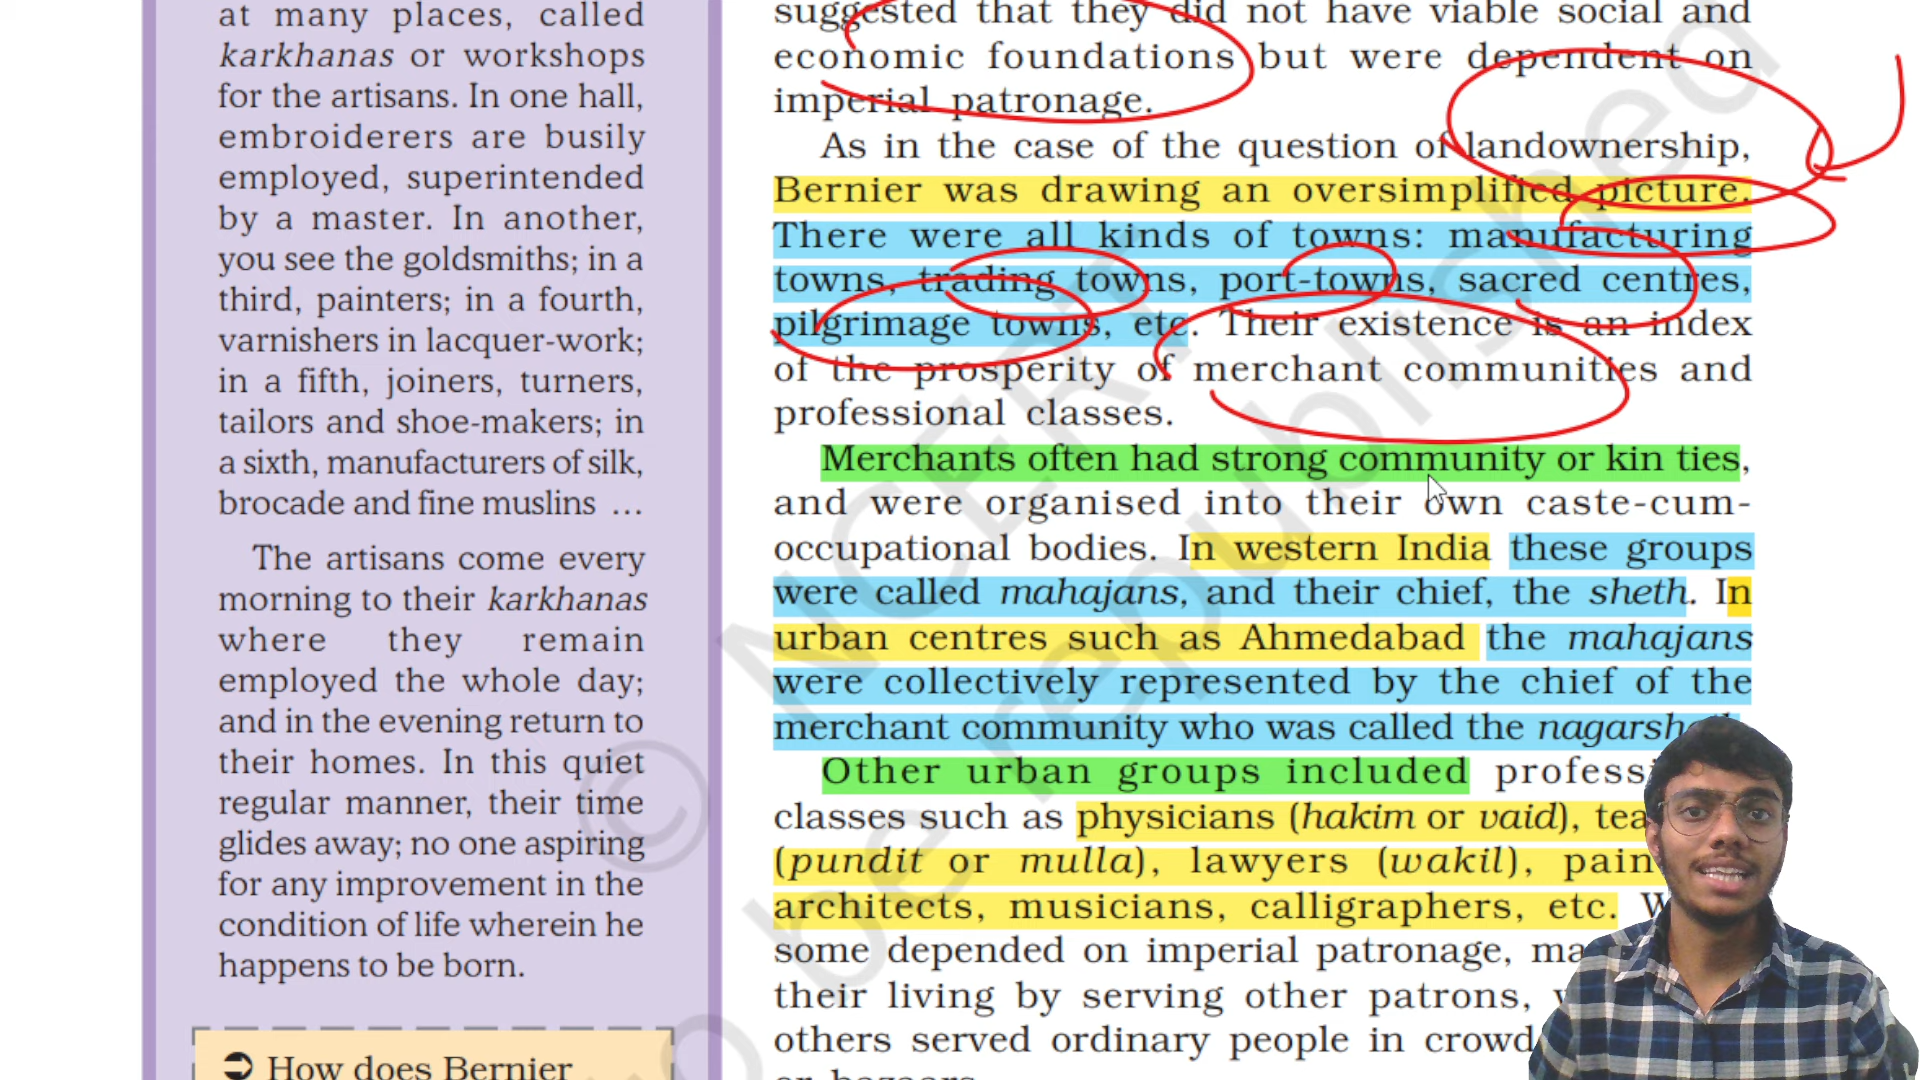 at many places, called
karkhanas or workshops
for the artisans. In one hall,
embroiderers are busily
employed, superintended
by a master. In another,
you see the goldsmiths; in a
third, painters; in a fourth,
varnishers in lacquer-work;
in a fifth, joiners, turners,
tailors and shoe-makers; in
a sixth, manufacturers of silk,
brocade and fine muslins ...
The artisans come every
morning to their karkhanas
where they remain
employed the whole day;
and in the evening return to
their homes. In this quiet
regular manner, their time
glides away; no one aspiring
for any improvement in the
condition of life wherein he
happens to be born.
How does Bernier
suggested that they did not have viable social and
economic foundations but were dependent on
imperial patronage.
As in the case of the question of landownership,
Bernier was drawing an oversimplified picture.
There were all kinds of towns: manufacturing
towns, trading towns, port-towns, sacred centres,
pilgrimage towns, etc. Their existence is an index
of the prosperity of merchant communities and
professional classes.
Merchants often had strong community or kin ties,
and were organised into their own caste-cum-
occupational bodies. In western India these groups
were called mahajans, and their chief, the sheth. In
urban centres such as Ahmedabad the mahajans
were collectively represented by the chief of the
merchant community who was called the
Other urban groups included
classes such as physicians (hakim or vaid),
(pundit or mulla), lawyers (wakil),
architects, musicians, calligraphers, etc.
some depended on imperial patronage,
their living by serving other patrons,
others served ordinary people in
or bazaars
© NCERT
be republished